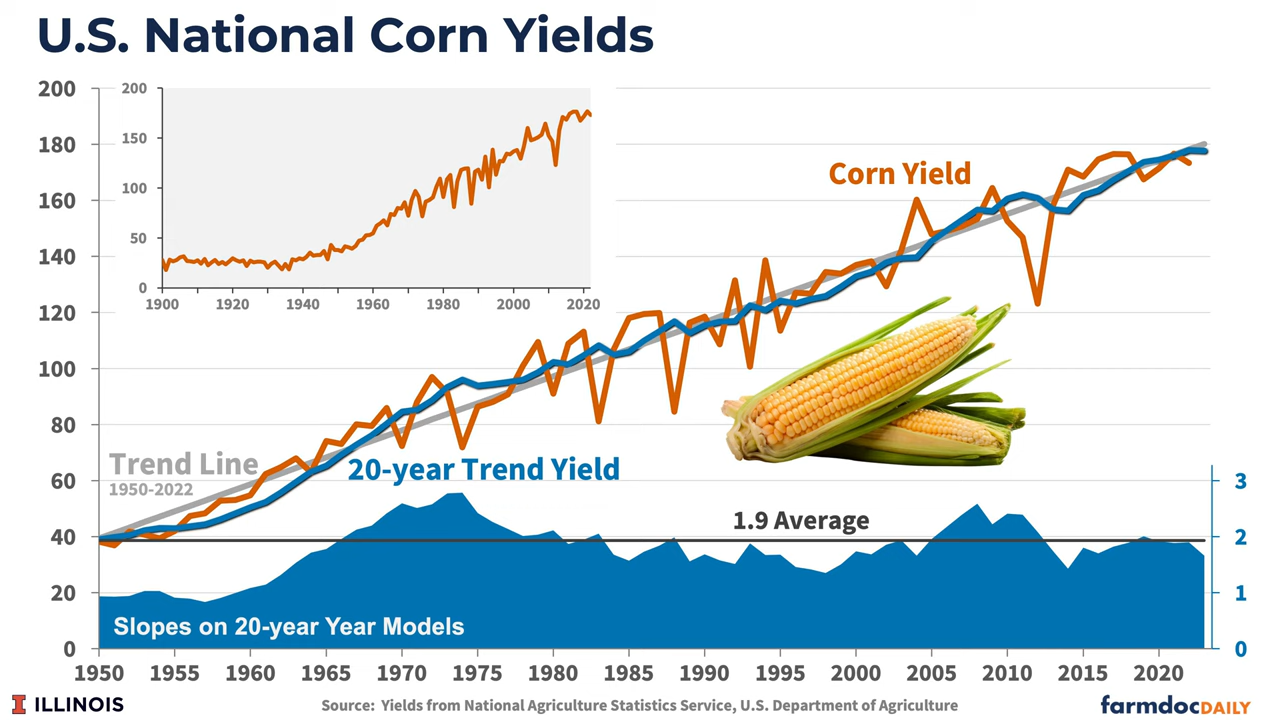 U.S. National Corn Yields
200
180
160
140
120
100
80
60
40
20
0
200
150
100
50
0
1900 1920 1940 1960 1980 2000 2022
Corn Yield
Trend Line
1950-2022
20-year Trend Yield
1.9 Average
3
2
1
0
Slopes on 20-year Year Models
1950 1955 1960 1965 1970 1975 1980 1985 1990 1995 2000 2005 2010 2015 2020
I ILLINOIS
Source: Yields from National Agriculture Statistics Service, U.S. Department of Agriculture
farmdocDAILY